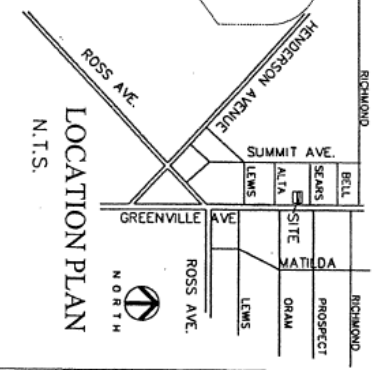 RICHMOND
HENDERSON AVENUE
ROSS AVE.
SUMMIT AVE.
BELL
SEARS
ALTA
LEWIS
GREENVILLE AVE
SITE
MATILDA
ROSS AVE.
LEWIS
ORAM
PROSPECT
RICHMOND
NORTH
LOCATION PLAN
N.T.S.